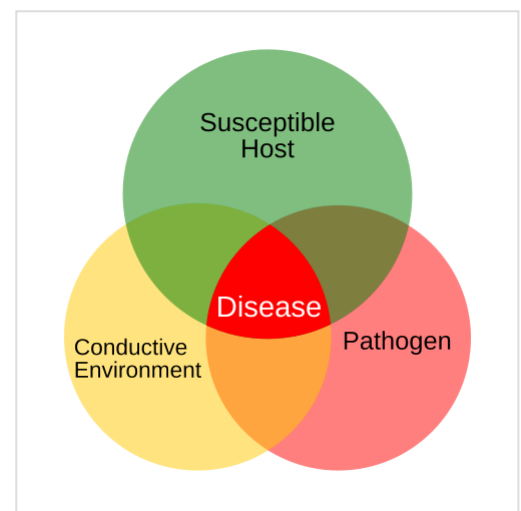 Susceptible
Host
Disease
Conductive
Environment
Pathogen